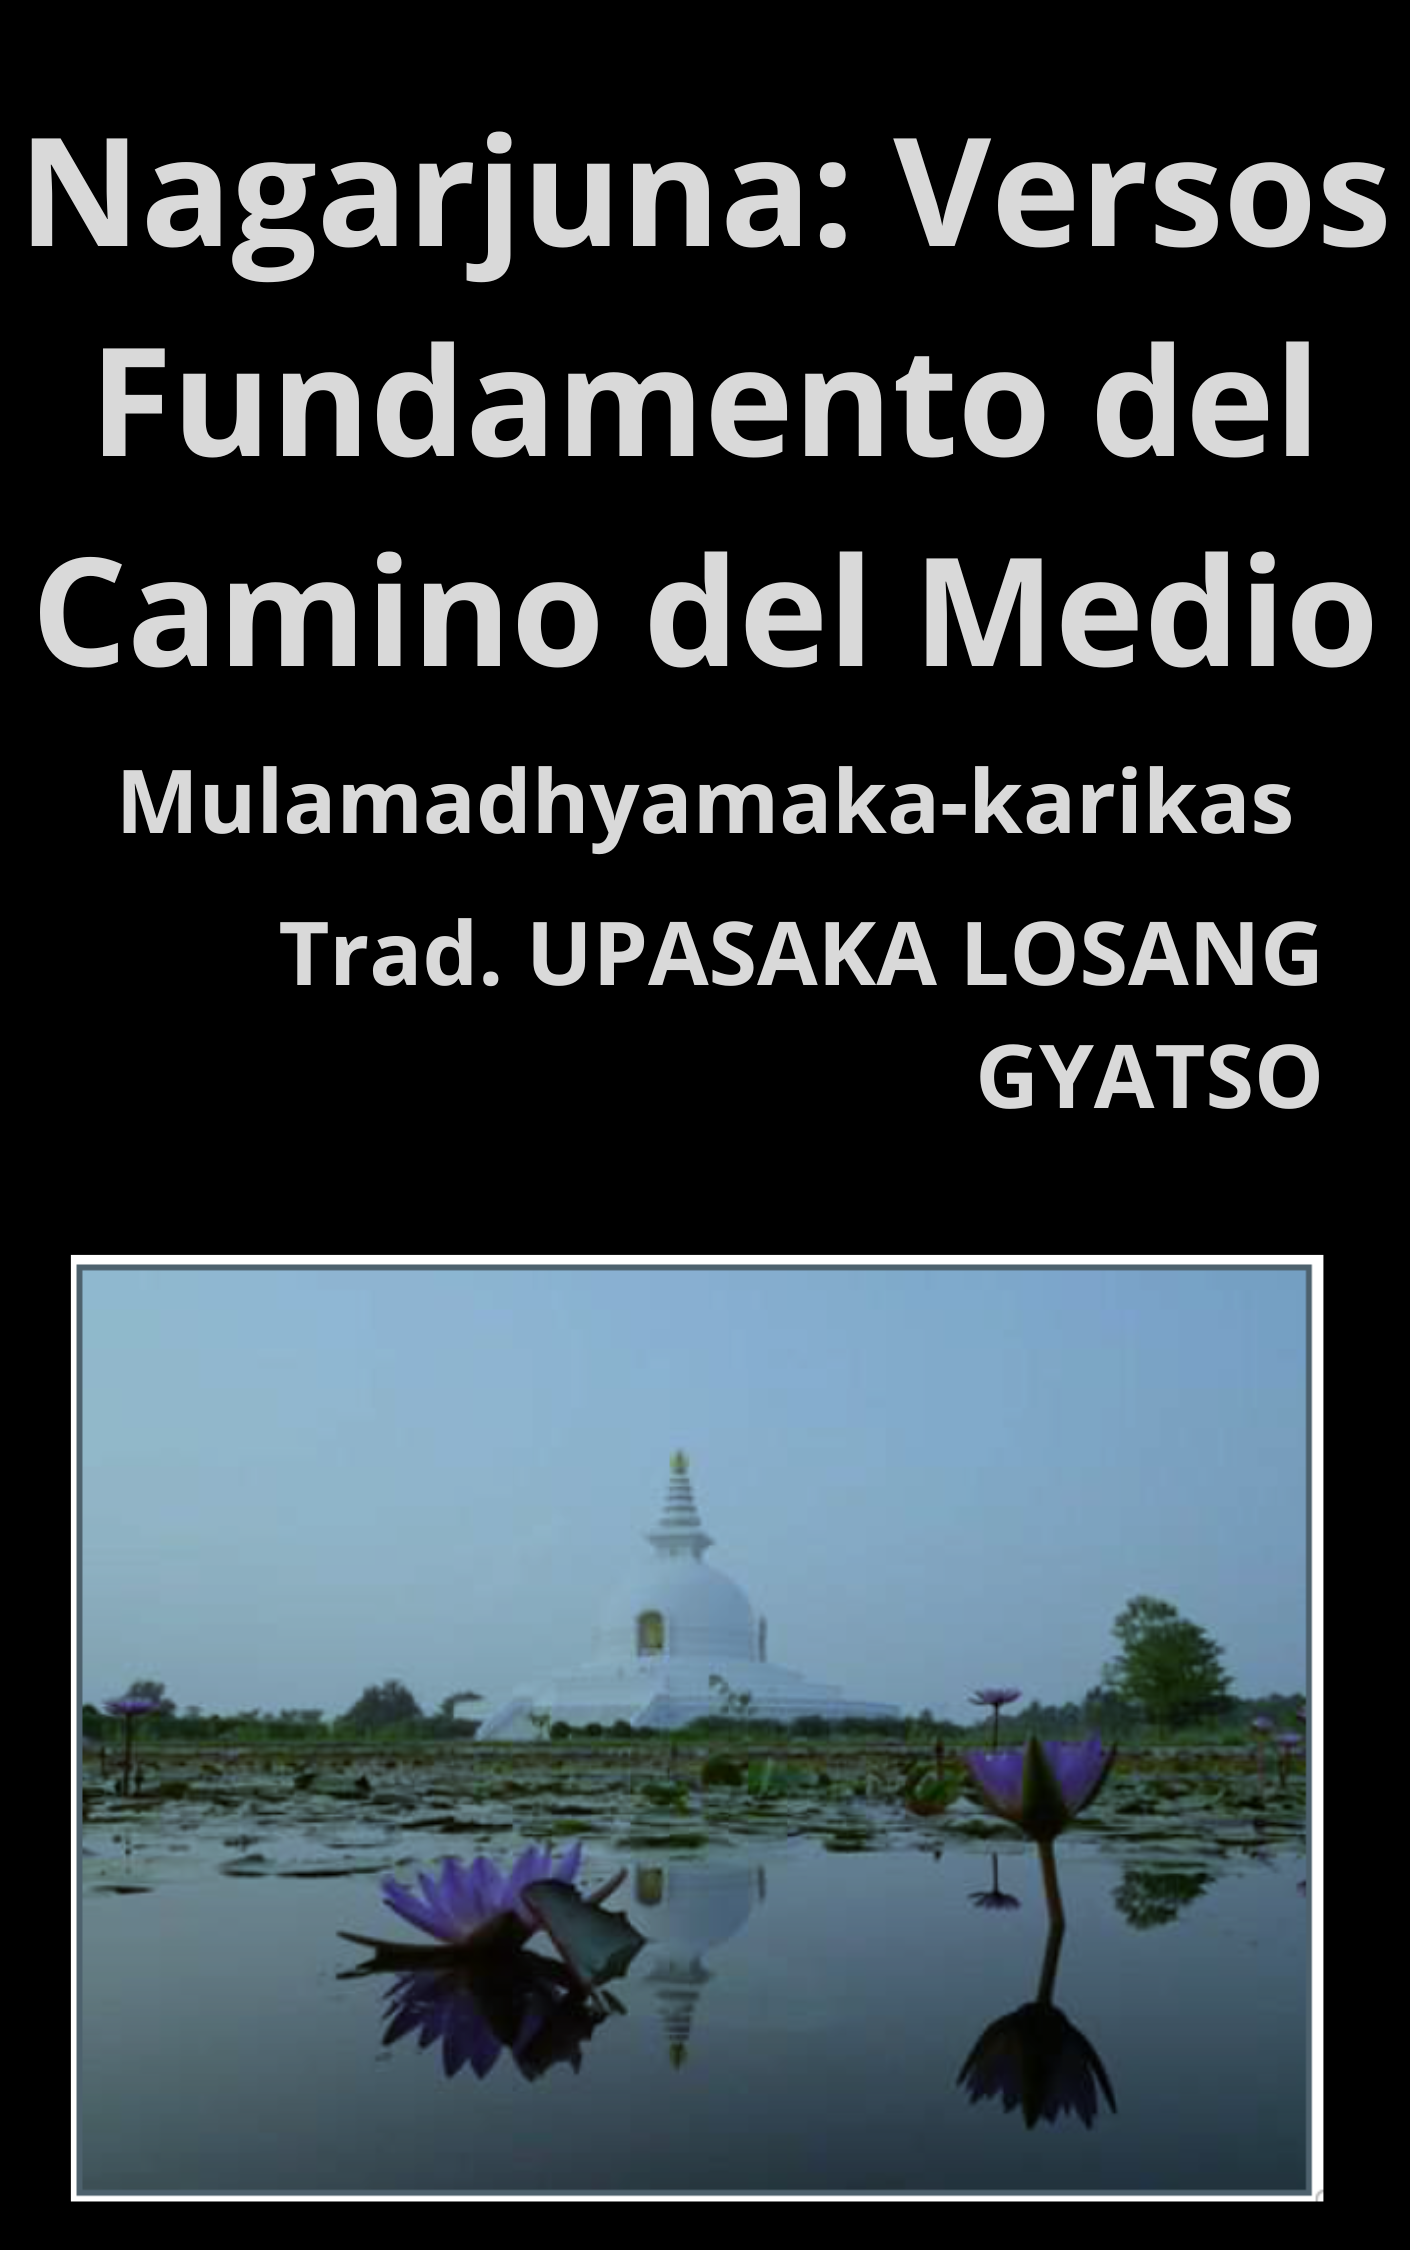 Nagarjuna: Versos
Fundamento del
Camino del Medio
Mulamadhyamaka-karikas
Trad. UPASAKA LOSANG
GYATSO